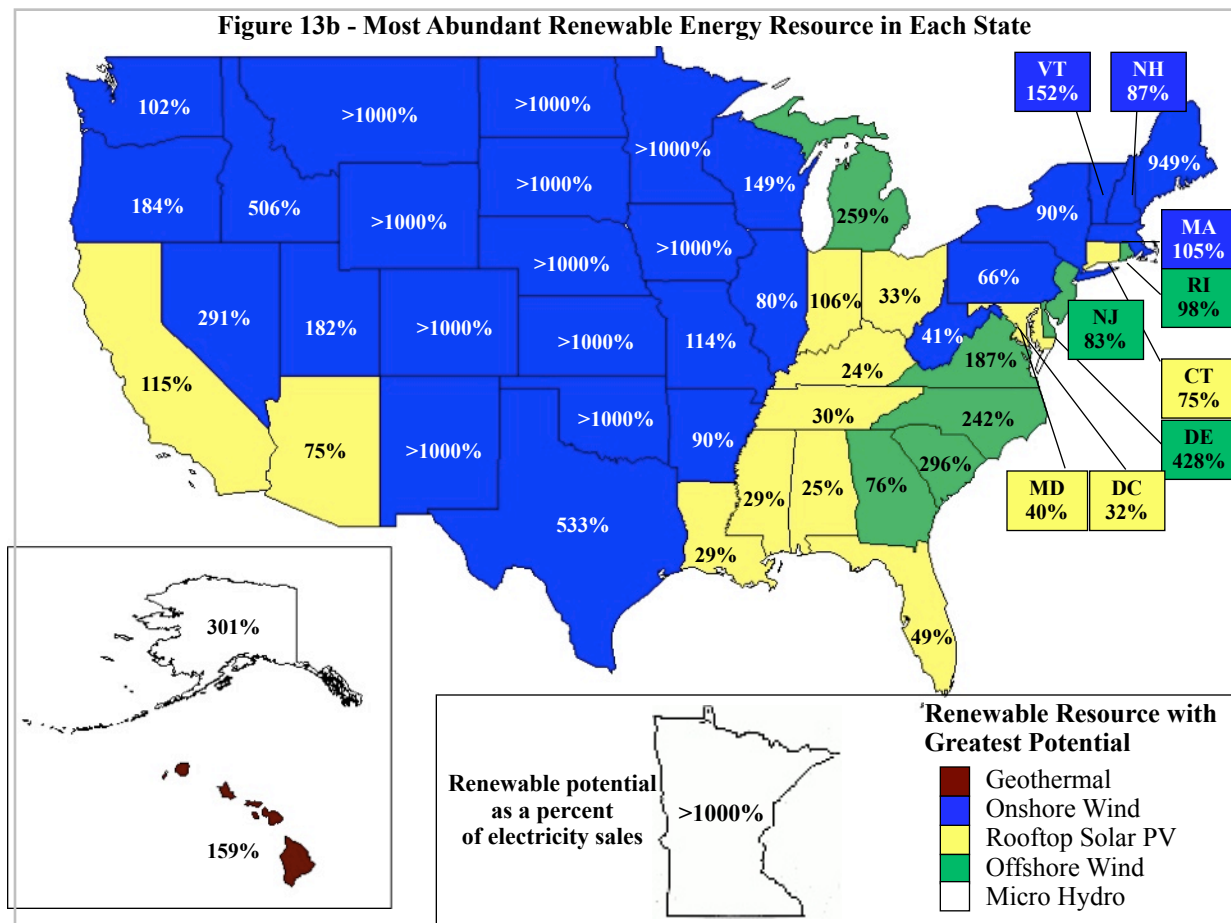 Figure 13b - Most Abundant Renewable Energy Resource in Each State
VT
152%
NH
87%
102%
>1000%
>1000%
>1000%
149%
949%
184%
506%
>1000%
>1000%
259%
90%
MA
105%
>1000%
>1000%
RI
98%
291%
182%
>1000%
>1000%
114%
80%
106%
33%
66%
41%
NJ
83%
115%
24%
187%
CT
75%
75%
>1000%
>1000%
90%
30%
242%
DE
428%
533%
29%
29%
25%
76%
296%
MD
40%
DC
32%
49%
301%
159%
Renewable potential
as a percent
of electricity sales
>1000%
Renewable Resource with
Greatest Potential
Geothermal
Onshore Wind
Rooftop Solar PV
Offshore Wind
Micro Hydro